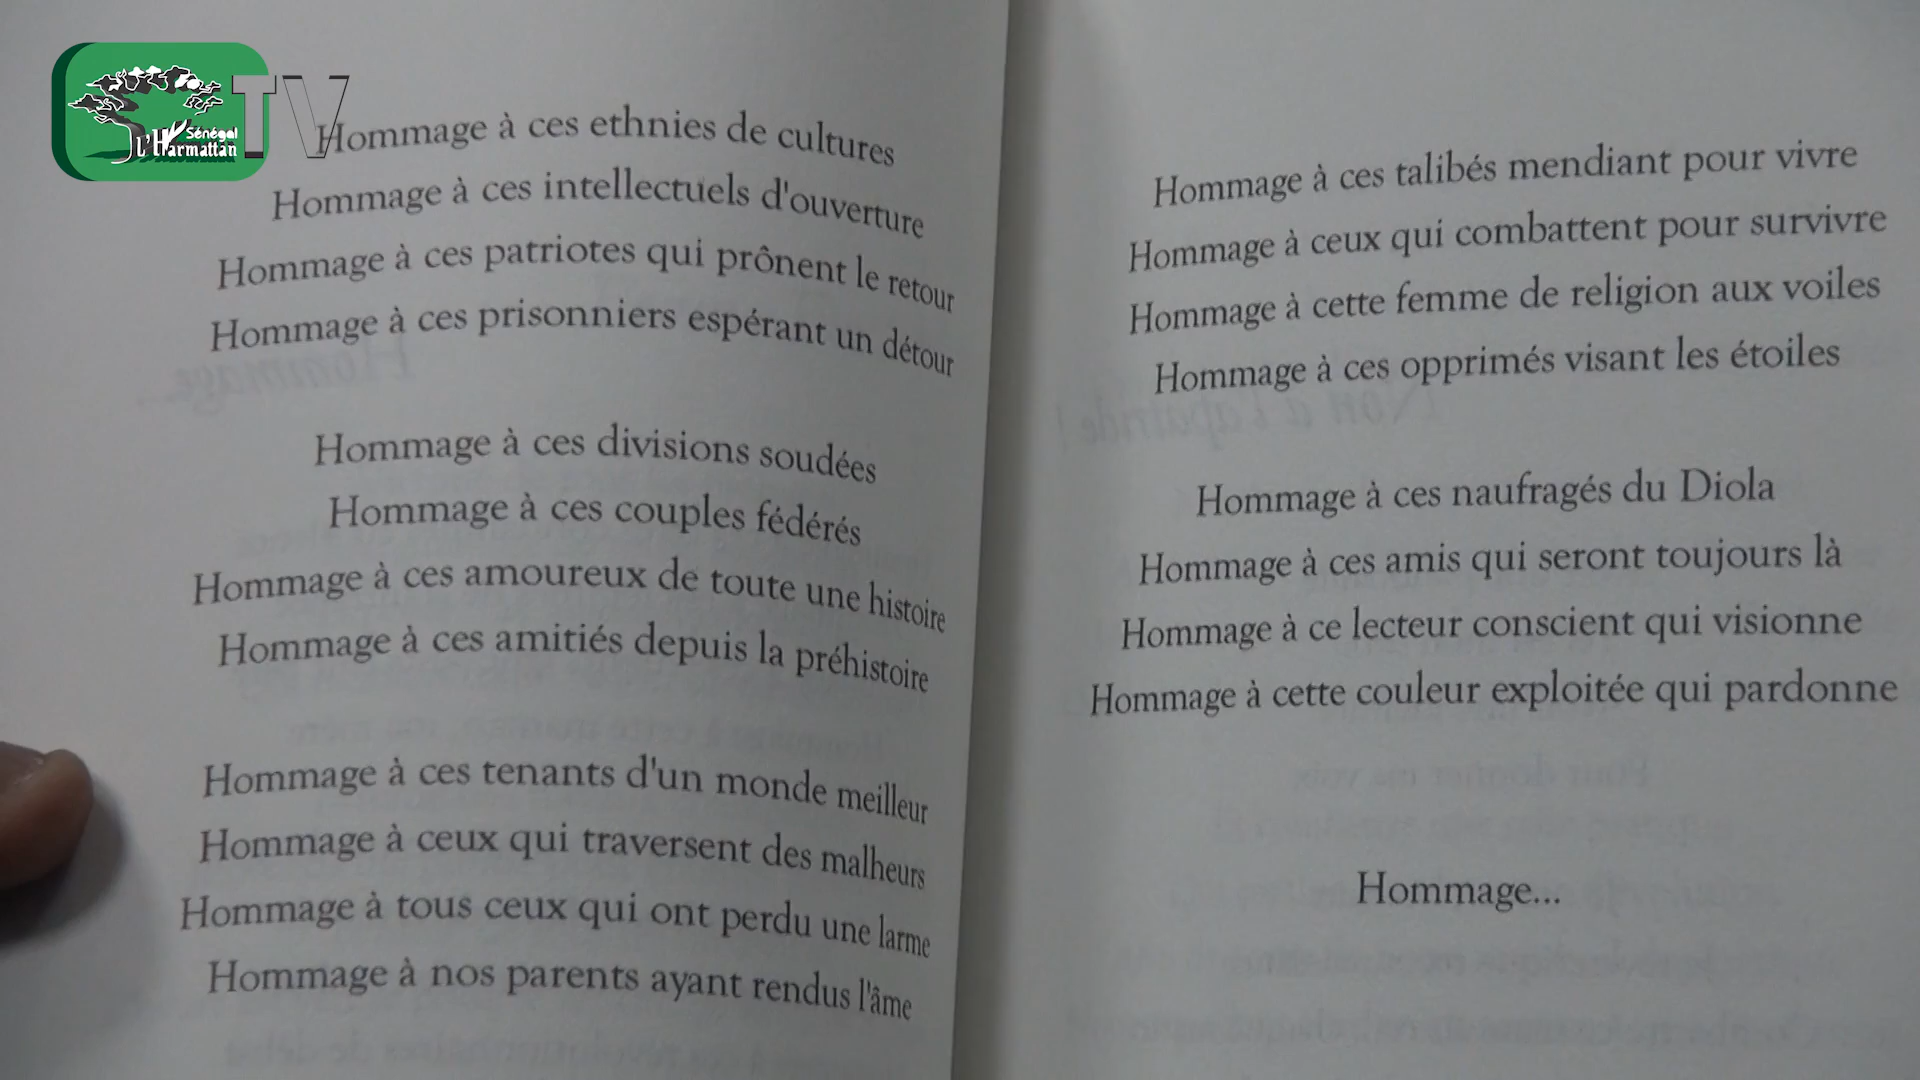 L'Harmattan
Sénégal
TV
Hommage à ces ethnies de cultures
Hommage à ces intellectuels d'ouverture
Hommage à ces patriotes qui prônent le retour
Hommage à ces prisonniers espérant un détour
Hommage à ces divisions soudées
Hommage à ces couples fédérés
Hommage à ces amoureux de toute une histoire
Hommage à ces amitiés depuis la préhistoire
Hommage à ces tenants d'un monde meilleur
Hommage à ceux qui traversent des malheurs
Hommage à tous ceux qui ont perdu une larme
Hommage à nos parents ayant rendus l'âme
Hommage à ces talibés mendiant pour vivre
Hommage à ceux qui combattent pour survivre
Hommage à cette femme de religion aux voiles
Hommage à ces opprimés visant les étoiles
Hommage à ces naufragés du Diola
Hommage à ces amis qui seront toujours là
Hommage à ce lecteur conscient qui visionne
Hommage à cette couleur exploitée qui pardonne
Hommage...